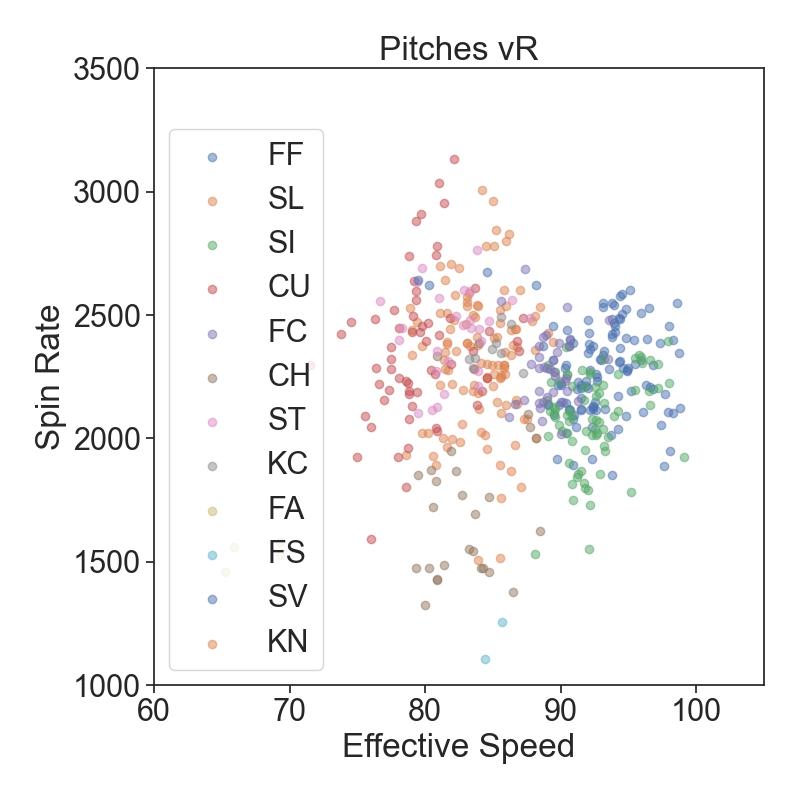 Pitches vR
3500
3000
2500
2000
1500
1000
Spin Rate
FF
SL
SI
CU
FC
CH
ST
KC
FA
FS
SV
KN
60
70
80
90
100
Effective Speed